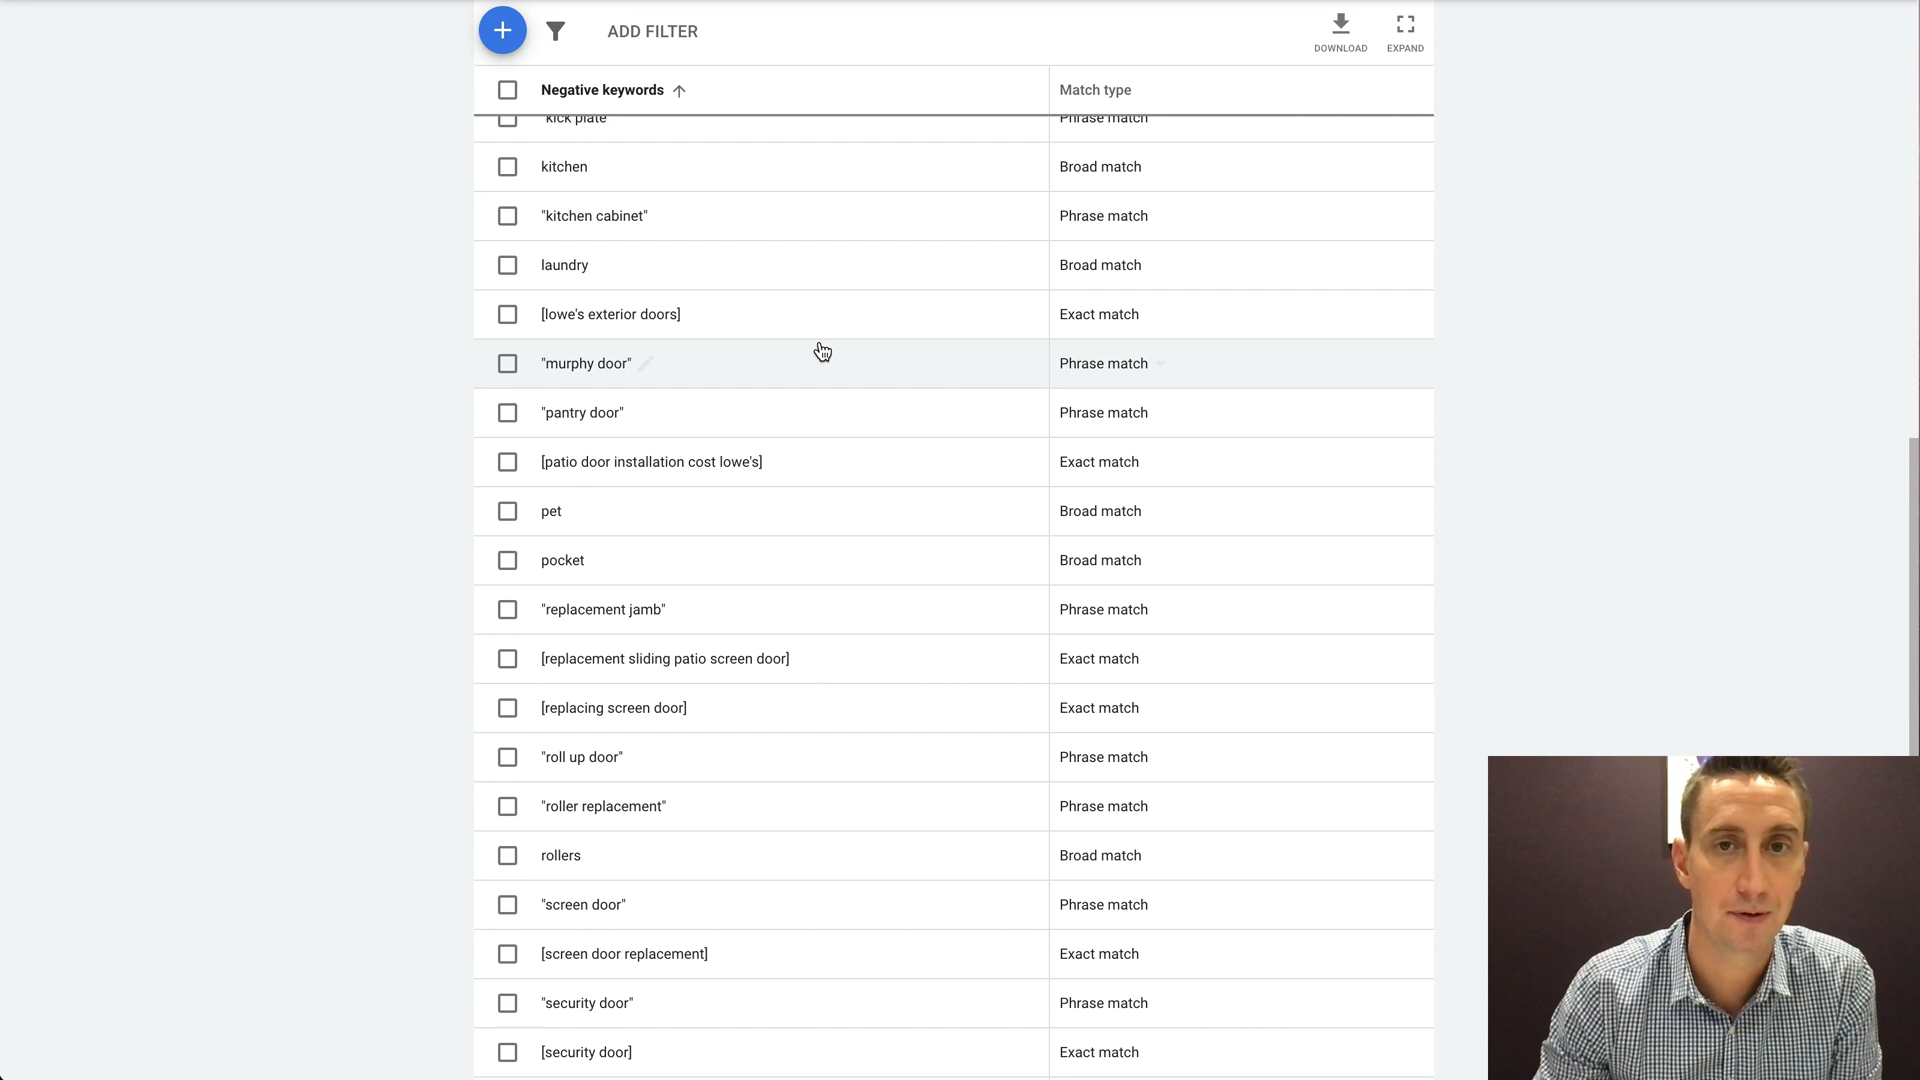 ADD FILTER
DOWNLOAD
EXPAND
Negative keywords
Match type
kick plate
Phrase match
kitchen
Broad match
"kitchen cabinet"
Phrase match
laundry
Broad match
[lowe's exterior doors]
Exact match
"murphy door"
Phrase match
"pantry door"
Phrase match
[patio door installation cost lowe's]
Exact match
pet
Broad match
pocket
Broad match
"replacement jamb"
Phrase match
[replacement sliding patio screen door]
Exact match
[replacing screen door]
Exact match
"roll up door"
Phrase match
"roller replacement"
Phrase match
rollers
Broad match
"screen door"
Phrase match
[screen door replacement]
Exact match
"security door"
Phrase match
[security door]
Exact match